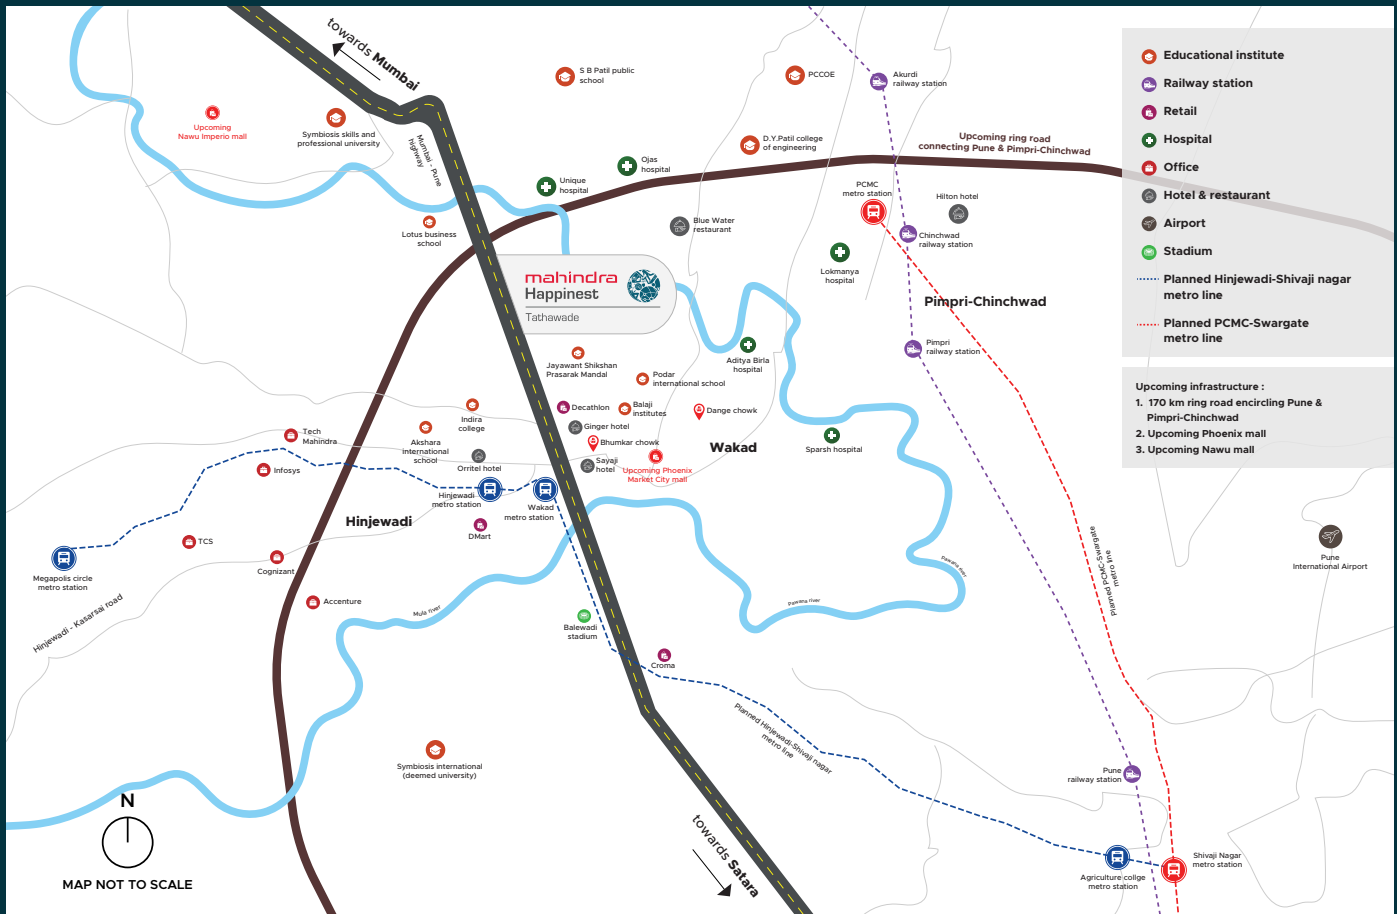 towards Mumbai
S B Patil public
school
PCCOE
Akurdi
railway station
Upcoming
Nawu Imperio mall
Symbiosis skills and
professional university
Mumbai - Pune
highway
D.Y.Patil college
of engineering
Upcoming ring road
connecting Pune & Pimpri-Chinchwad
Ojas
hospital
Unique
hospital
PCMC
metro station
Hilton hotel
Lotus business
school
Blue Water
restaurant
Chinchwad
railway station
Lokmanya
hospital
mahindra
Happinest
Tathawade
Pimpri-Chinchwad
Pimpri
railway station
Aditya Birla
hospital
Jayawant Shikshan
Prasarak Mandal
Podar
international school
Decathlon
Balaji
institutes
Dange chowk
Indira
college
Ginger hotel
Akshara
international
school
Bhumkar chowk
Wakad
Sparsh hospital
Tech
Mahindra
Infosys
Orritel hotel
Sayaji
hotel
Upcoming Phoenix
Market City mall
Hinjewadi
metro station
Wakad
metro station
Hinjewadi
DMart
TCS
Cognizant
Megapolis circle
metro station
Accenture
Hinjewadi - Kasarsai road
Mula river
Pawana river
Pawana river
Planned PCMC-Swargate
metro line
Balewadi
stadium
Croma
Planned Hinjewadi-Shivaji nagar
metro line
Symbiosis international
(deemed university)
Pune
International Airport
Pune
railway station
Agriculture collge
metro station
Shivaji Nagar
metro station
towards Satara
N
MAP NOT TO SCALE
Educational institute
Railway station
Retail
Hospital
Office
Hotel & restaurant
Airport
Stadium
Planned Hinjewadi-Shivaji nagar
metro line
Planned PCMC-Swargate
metro line
Upcoming infrastructure :
1. 170 km ring road encircling Pune &
Pimpri-Chinchwad
2. Upcoming Phoenix mall
3. Upcoming Nawu mall